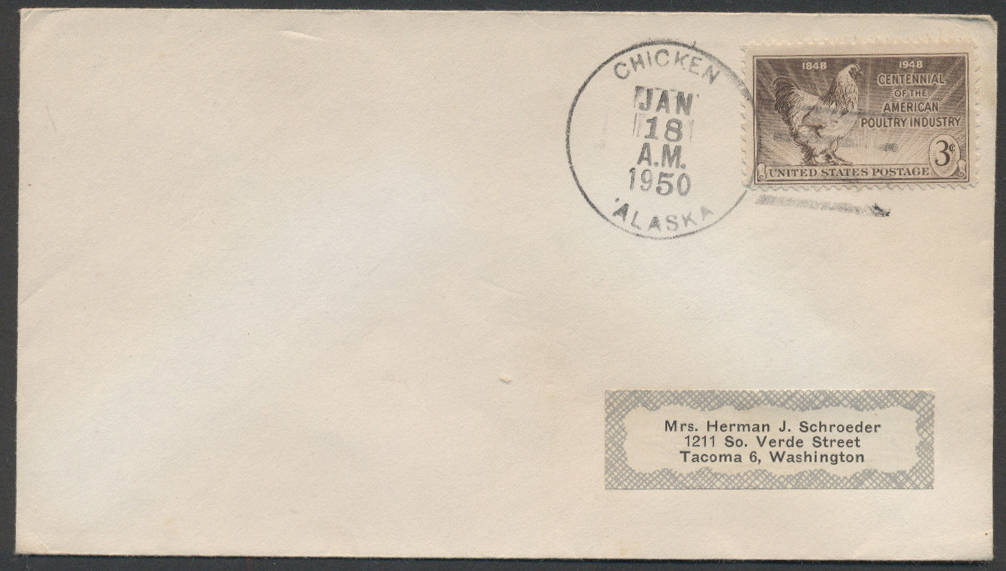 CHICKEN
JAN
18
A.M.
1950
ALASKA
1848 1948
CENTENNIAL
OF THE
AMERICAN
POULTRY INDUSTRY
3¢
UNITED STATES POSTAGE
Mrs. Herman J. Schroeder
1211 So. Verde Street
Tacoma 6, Washington